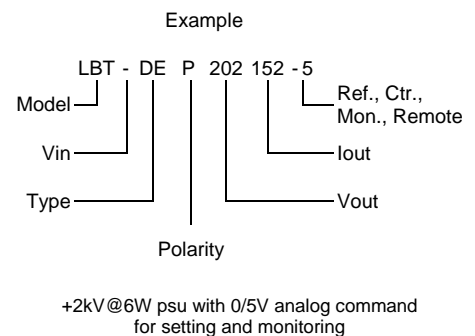 Example
LBT - DE P 202 152 - 5
Model
Ref., Ctr.,
Mon., Remote
Vin
Iout
Type
Vout
Polarity
+2kV@6W psu with 0/5V analog command
for setting and monitoring